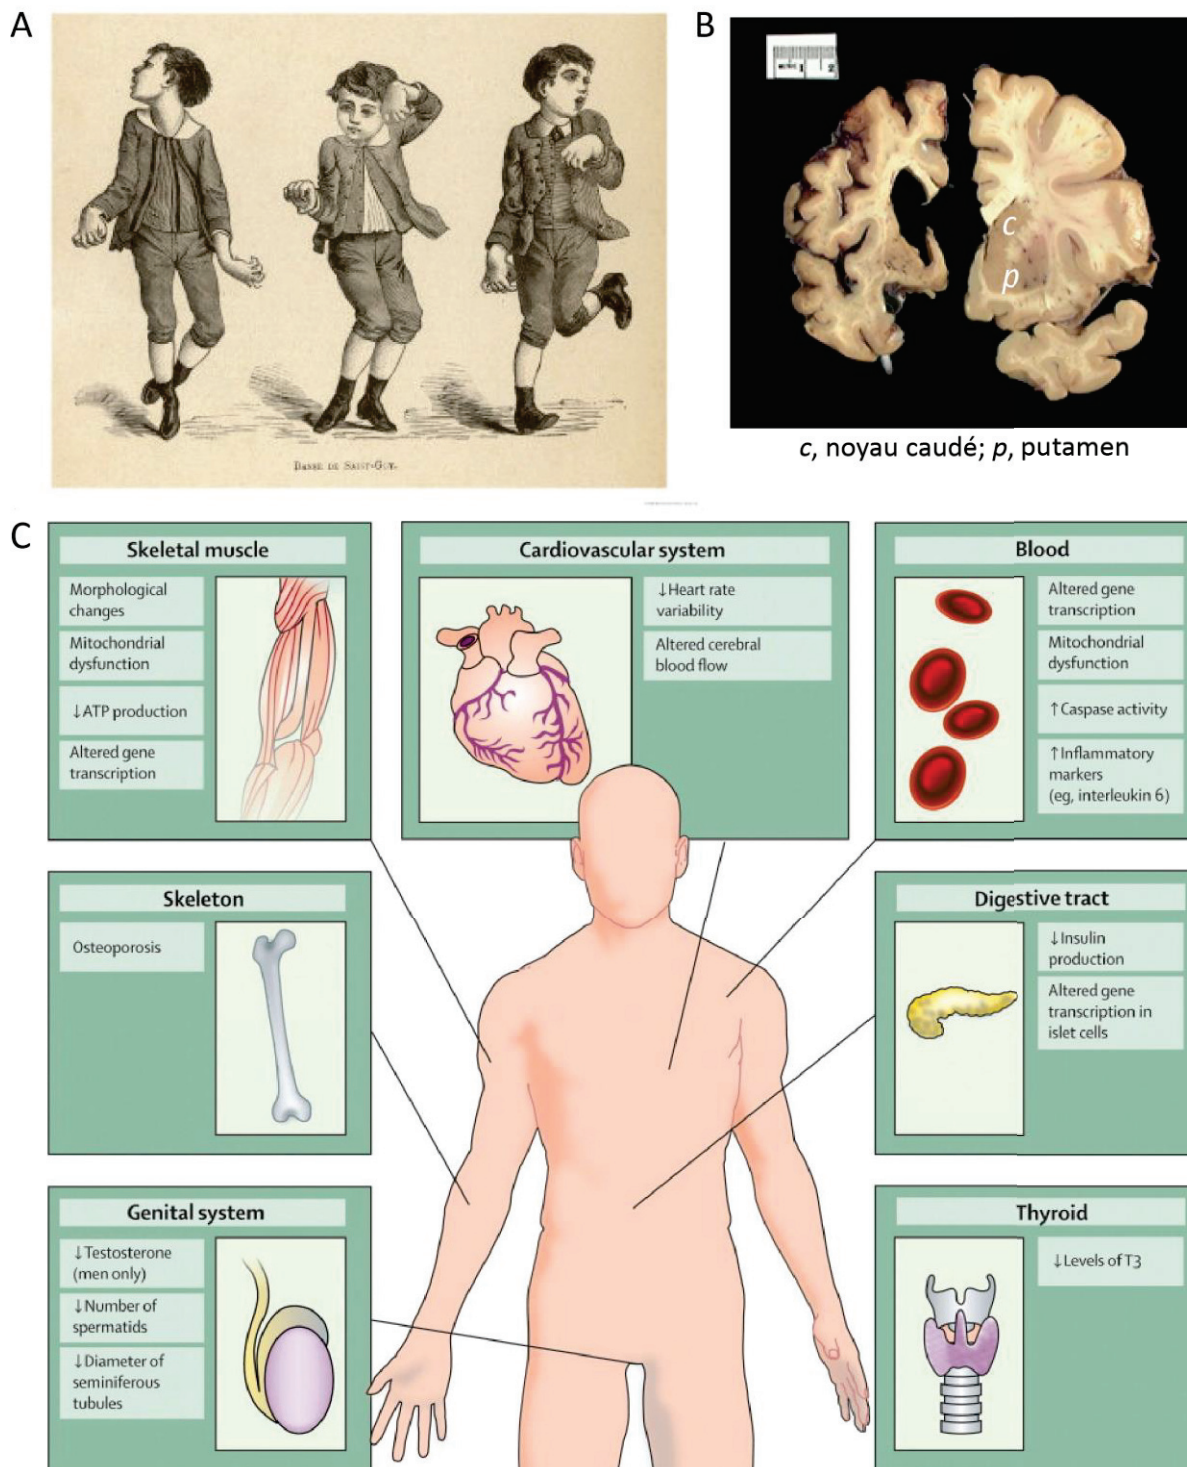 A
B
DANSE DE SAINT-GUY.
c
p
c, noyau caudé; p, putamen
C
Skeletal muscle
Morphological
changes
Mitochondrial
dysfunction
↓ATP production
Altered gene
transcription
Cardiovascular system
↓Heart rate
variability
Altered cerebral
blood flow
Blood
Altered gene
transcription
Mitochondrial
dysfunction
↑Caspase activity
↑Inflammatory
markers
(eg, interleukin 6)
Skeleton
Osteoporosis
Digestive tract
↓Insulin
production
Altered gene
transcription in
islet cells
Genital system
↓Testosterone
(men only)
↓Number of
spermatids
↓Diameter of
seminiferous
tubules
Thyroid
↓Levels of T3